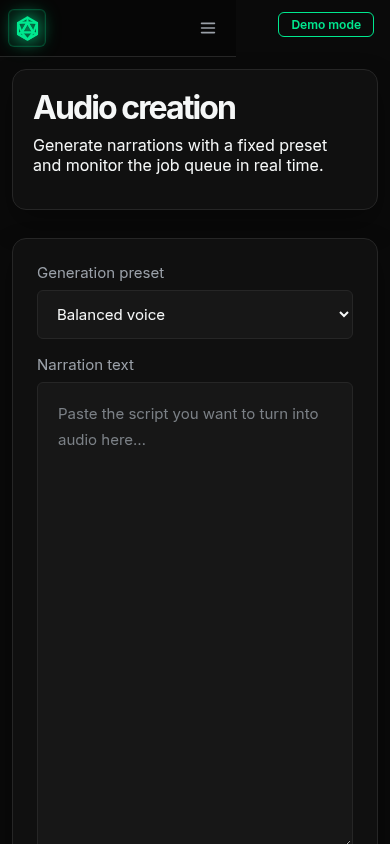 Demo mode
Audio creation
Generate narrations with a fixed preset
and monitor the job queue in real time.
Generation preset
Balanced voice
Narration text
Paste the script you want to turn into
audio here...